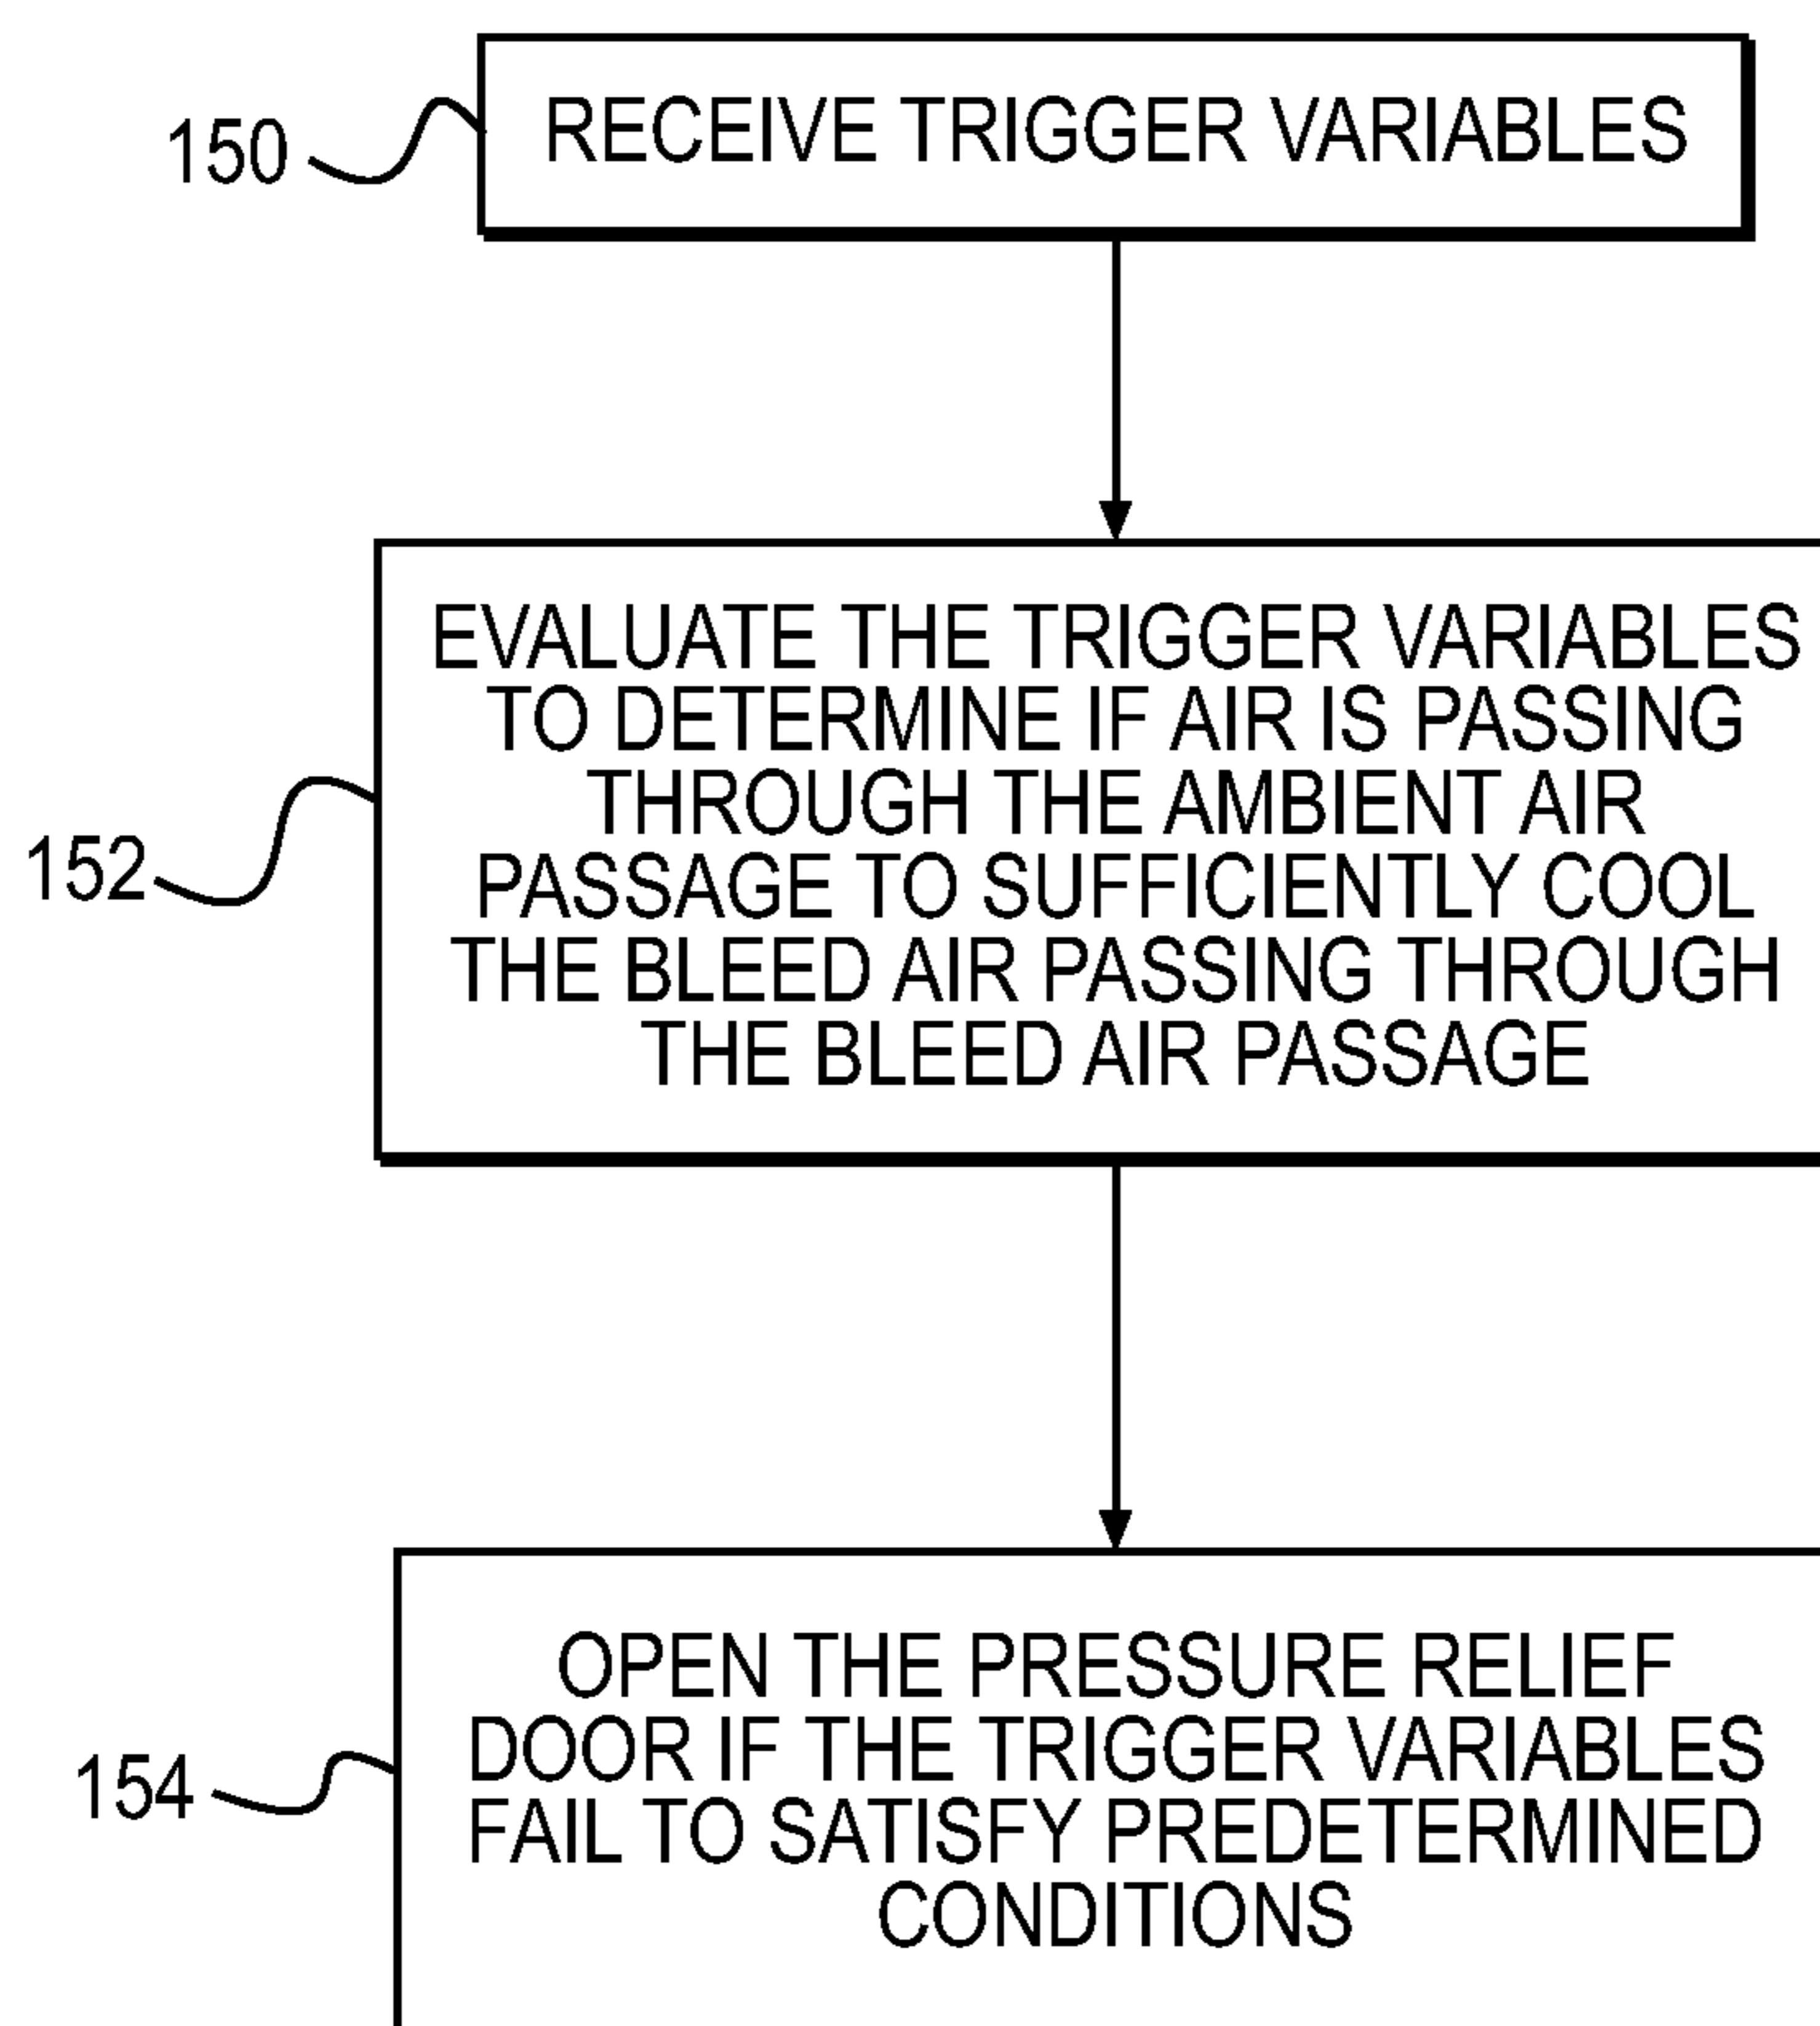 150
RECEIVE TRIGGER VARIABLES
152
EVALUATE THE TRIGGER VARIABLES
TO DETERMINE IF AIR IS PASSING
THROUGH THE AMBIENT AIR
PASSAGE TO SUFFICIENTLY COOL
THE BLEED AIR PASSING THROUGH
THE BLEED AIR PASSAGE
154
OPEN THE PRESSURE RELIEF
DOOR IF THE TRIGGER VARIABLES
FAIL TO SATISFY PREDETERMINED
CONDITIONS